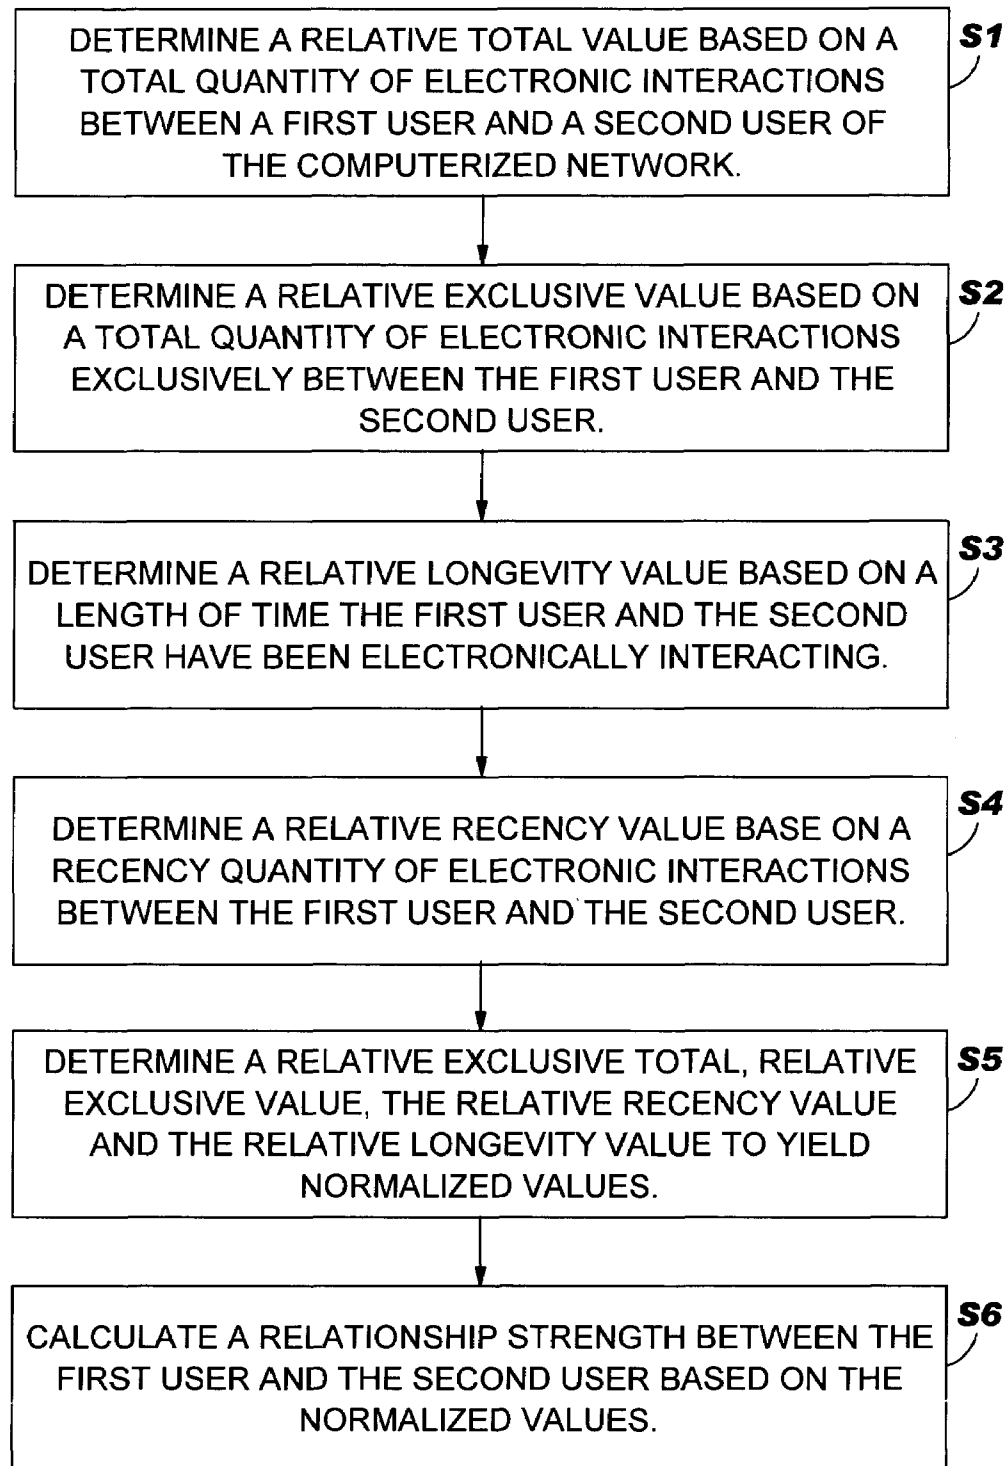 DETERMINE A RELATIVE TOTAL VALUE BASED ON A
TOTAL QUANTITY OF ELECTRONIC INTERACTIONS
BETWEEN A FIRST USER AND A SECOND USER OF
THE COMPUTERIZED NETWORK.
S1
DETERMINE A RELATIVE EXCLUSIVE VALUE BASED ON
A TOTAL QUANTITY OF ELECTRONIC INTERACTIONS
EXCLUSIVELY BETWEEN THE FIRST USER AND THE
SECOND USER.
S2
DETERMINE A RELATIVE LONGEVITY VALUE BASED ON A
LENGTH OF TIME THE FIRST USER AND THE SECOND
USER HAVE BEEN ELECTRONICALLY INTERACTING.
S3
DETERMINE A RELATIVE RECENCY VALUE BASE ON A
RECENCY QUANTITY OF ELECTRONIC INTERACTIONS
BETWEEN THE FIRST USER AND THE SECOND USER.
S4
DETERMINE A RELATIVE EXCLUSIVE TOTAL, RELATIVE
EXCLUSIVE VALUE, THE RELATIVE RECENCY VALUE
AND THE RELATIVE LONGEVITY VALUE TO YIELD
NORMALIZED VALUES.
S5
CALCULATE A RELATIONSHIP STRENGTH BETWEEN THE
FIRST USER AND THE SECOND USER BASED ON THE
NORMALIZED VALUES.
S6